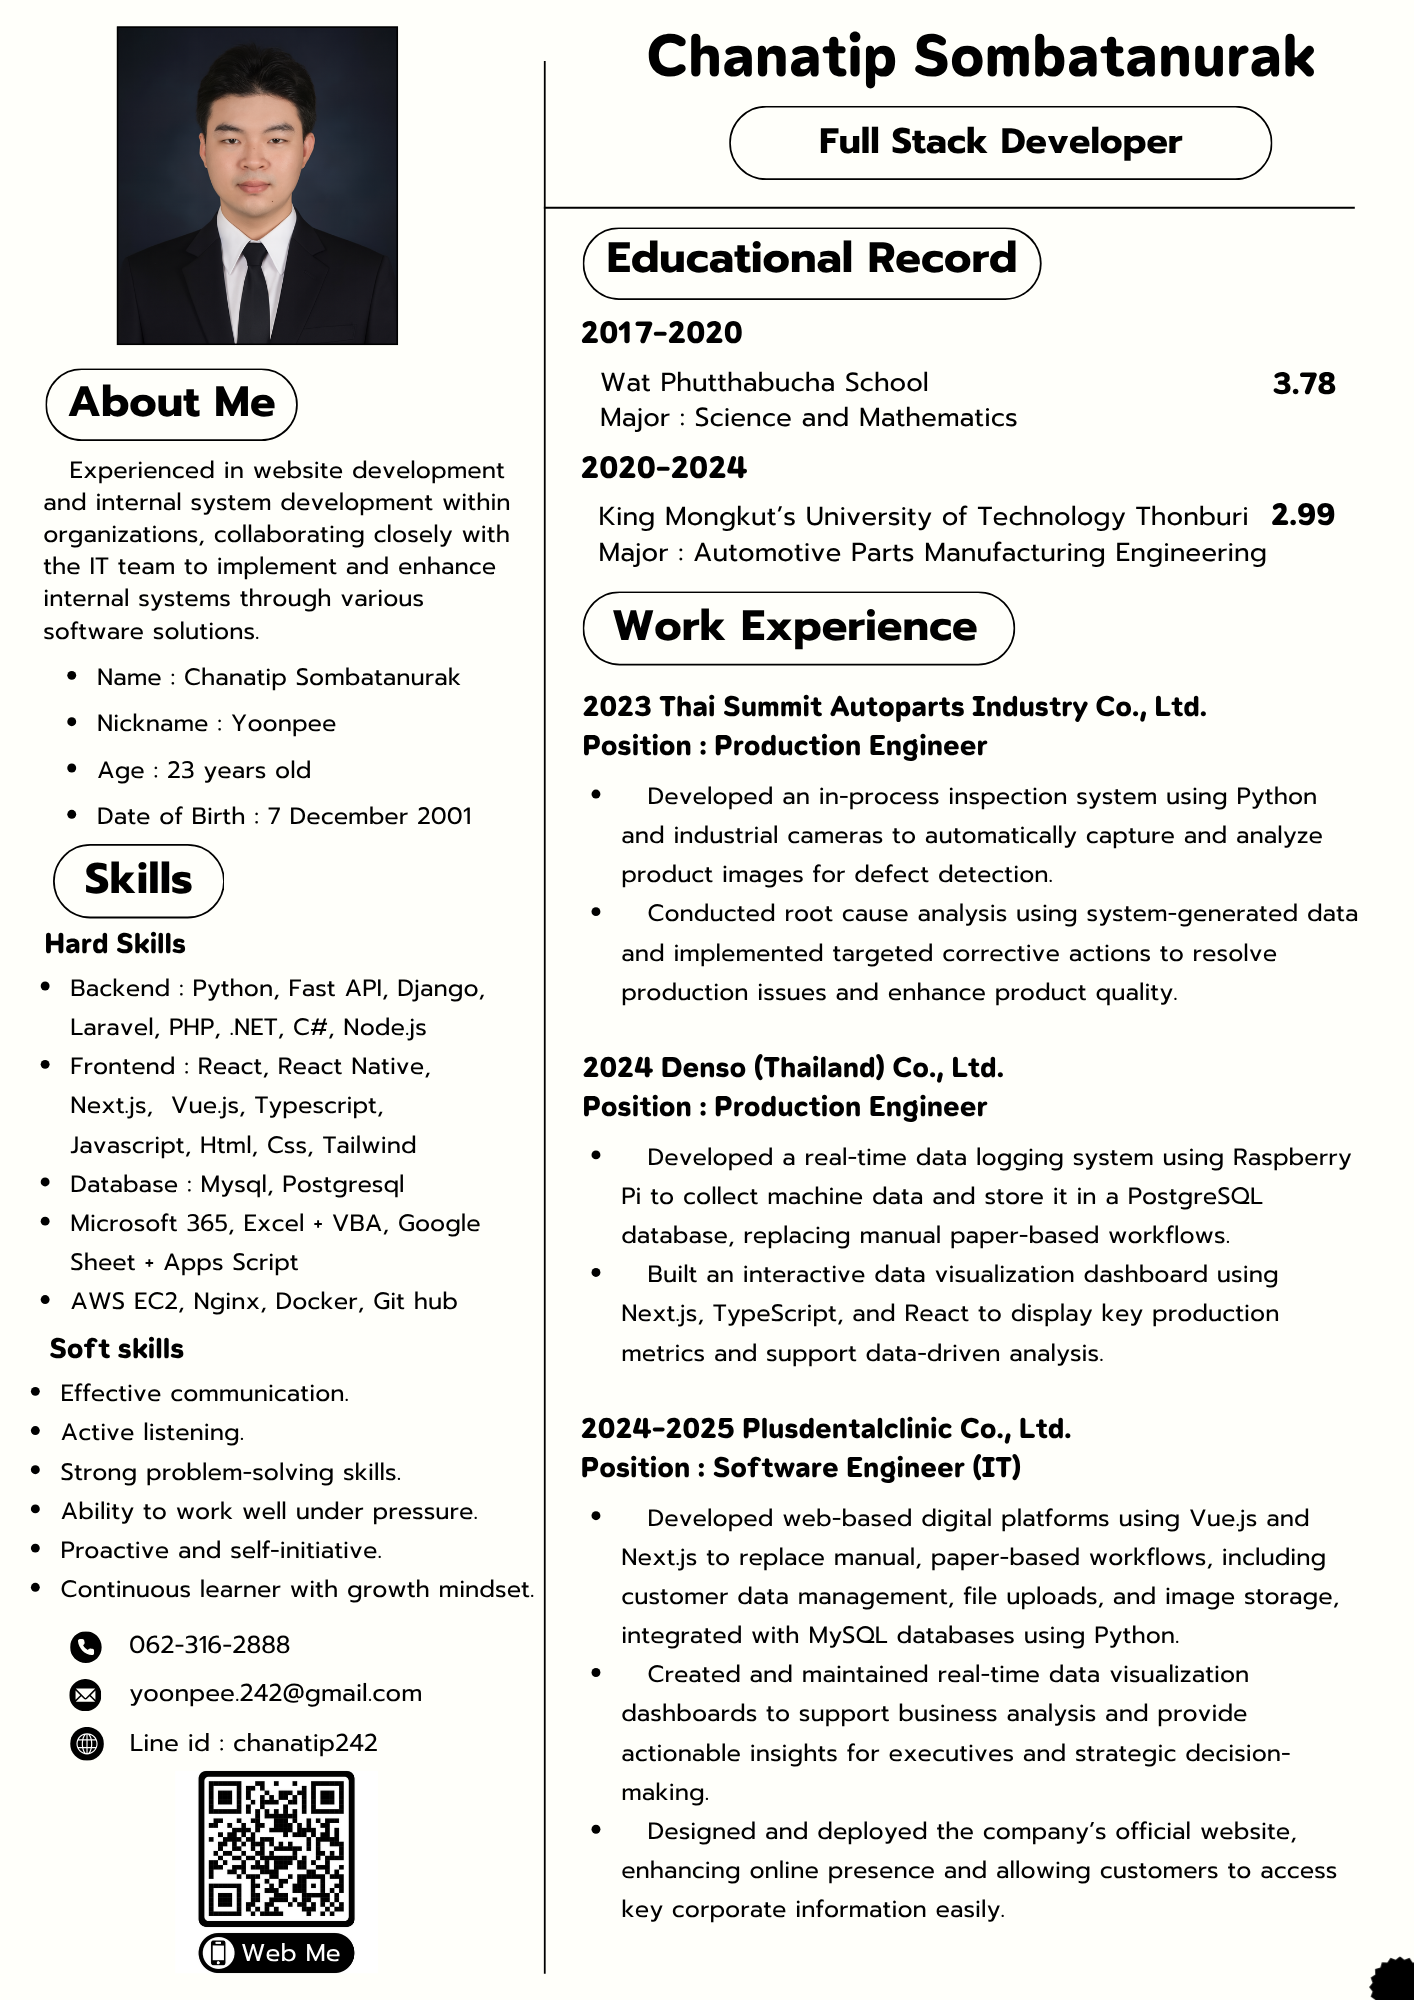 Chanatip Sombatanurak
Full Stack Developer
About Me
Experienced in website development
and internal system development within
organizations, collaborating closely with
the IT team to implement and enhance
internal systems through various
software solutions.
• Name : Chanatip Sombatanurak
• Nickname : Yoonpee
• Age : 23 years old
• Date of Birth : 7 December 2001
Skills
Hard Skills
• Backend : Python, Fast API, Django,
Laravel, PHP, .NET, C#, Node.js
• Frontend : React, React Native,
Next.js, Vue.js, Typescript,
Javascript, Html, Css, Tailwind
• Database : Mysql, Postgresql
• Microsoft 365, Excel + VBA, Google
Sheet + Apps Script
• AWS EC2, Nginx, Docker, Git hub
Soft skills
• Effective communication.
• Active listening.
• Strong problem-solving skills.
• Ability to work well under pressure.
• Proactive and self-initiative.
• Continuous learner with growth mindset.
062-316-2888
yoonpee.242@gmail.com
Line id : chanatip242
Web Me
Educational Record
2017-2020
Wat Phutthabucha School 3.78
Major : Science and Mathematics
2020-2024
King Mongkut’s University of Technology Thonburi 2.99
Major : Automotive Parts Manufacturing Engineering
Work Experience
2023 Thai Summit Autoparts Industry Co., Ltd.
Position : Production Engineer
• Developed an in-process inspection system using Python
and industrial cameras to automatically capture and analyze
product images for defect detection.
• Conducted root cause analysis using system-generated data
and implemented targeted corrective actions to resolve
production issues and enhance product quality.
2024 Denso (Thailand) Co., Ltd.
Position : Production Engineer
• Developed a real-time data logging system using Raspberry
Pi to collect machine data and store it in a PostgreSQL
database, replacing manual paper-based workflows.
• Built an interactive data visualization dashboard using
Next.js, TypeScript, and React to display key production
metrics and support data-driven analysis.
2024-2025 Plusdentalclinic Co., Ltd.
Position : Software Engineer (IT)
• Developed web-based digital platforms using Vue.js and
Next.js to replace manual, paper-based workflows, including
customer data management, file uploads, and image storage,
integrated with MySQL databases using Python.
• Created and maintained real-time data visualization
dashboards to support business analysis and provide
actionable insights for executives and strategic decision-
making.
• Designed and deployed the company’s official website,
enhancing online presence and allowing customers to access
key corporate information easily.